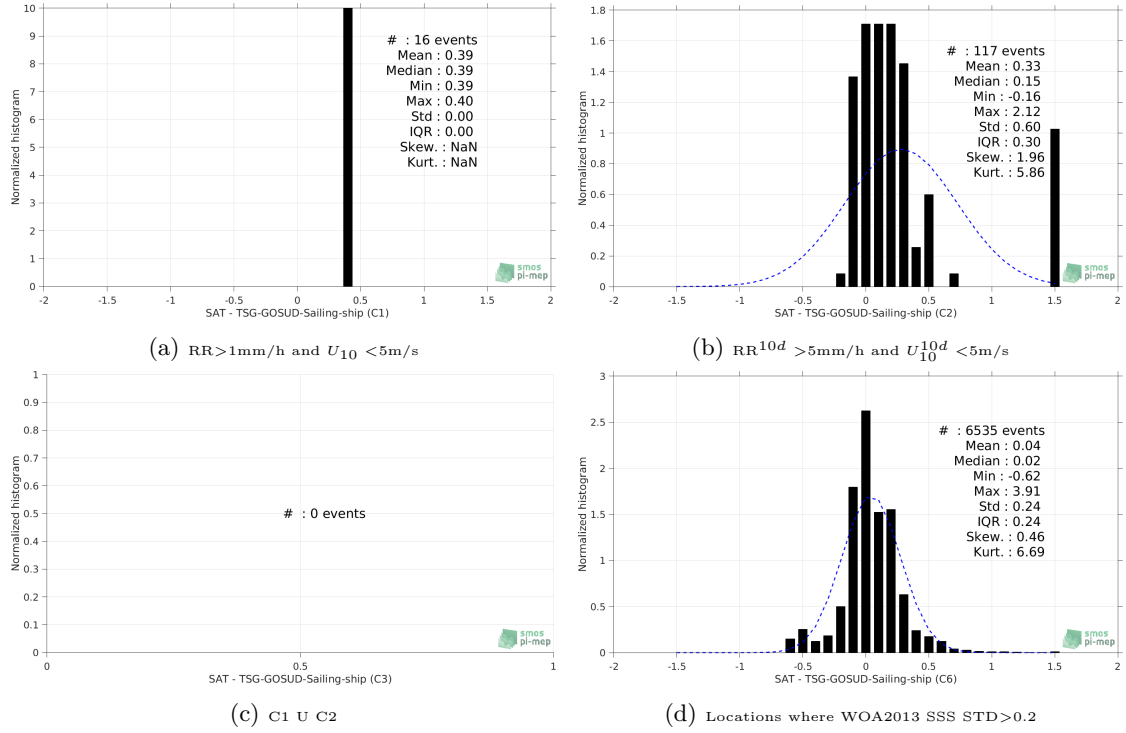 10
9
8
7
6
5
4
3
2
1
0
-2
-1.5
-1
-0.5
0
0.5
1
1.5
2
Normalized histogram
# : 16 events
Mean : 0.39
Median : 0.39
Min : 0.39
Max : 0.40
Std : 0.00
IQR : 0.00
Skew. : NaN
Kurt. : NaN
smos
pi-mep
SAT - TSG-GOSUD-Sailing-ship (C1)
(a) RR>1mm/h and U10 <5m/s
1.8
1.6
1.4
1.2
1
0.8
0.6
0.4
0.2
0
-2
-1.5
-1
-0.5
0
0.5
1
1.5
2
Normalized histogram
# : 117 events
Mean : 0.33
Median : 0.15
Min : -0.16
Max : 2.12
Std : 0.60
IQR : 0.30
Skew. : 1.96
Kurt. : 5.86
smos
pi-mep
SAT - TSG-GOSUD-Sailing-ship (C2)
(b) RR^10d >5mm/h and U10^10d <5m/s
1
0.9
0.8
0.7
0.6
0.5
0.4
0.3
0.2
0.1
0
0
0.5
1
Normalized histogram
# : 0 events
smos
pi-mep
SAT - TSG-GOSUD-Sailing-ship (C3)
(c) C1 U C2
3
2.5
2
1.5
1
0.5
0
-2
-1.5
-1
-0.5
0
0.5
1
1.5
2
Normalized histogram
# : 6535 events
Mean : 0.04
Median : 0.02
Min : -0.62
Max : 3.91
Std : 0.24
IQR : 0.24
Skew. : 0.46
Kurt. : 6.69
smos
pi-mep
SAT - TSG-GOSUD-Sailing-ship (C6)
(d) Locations where WOA2013 SSS STD>0.2